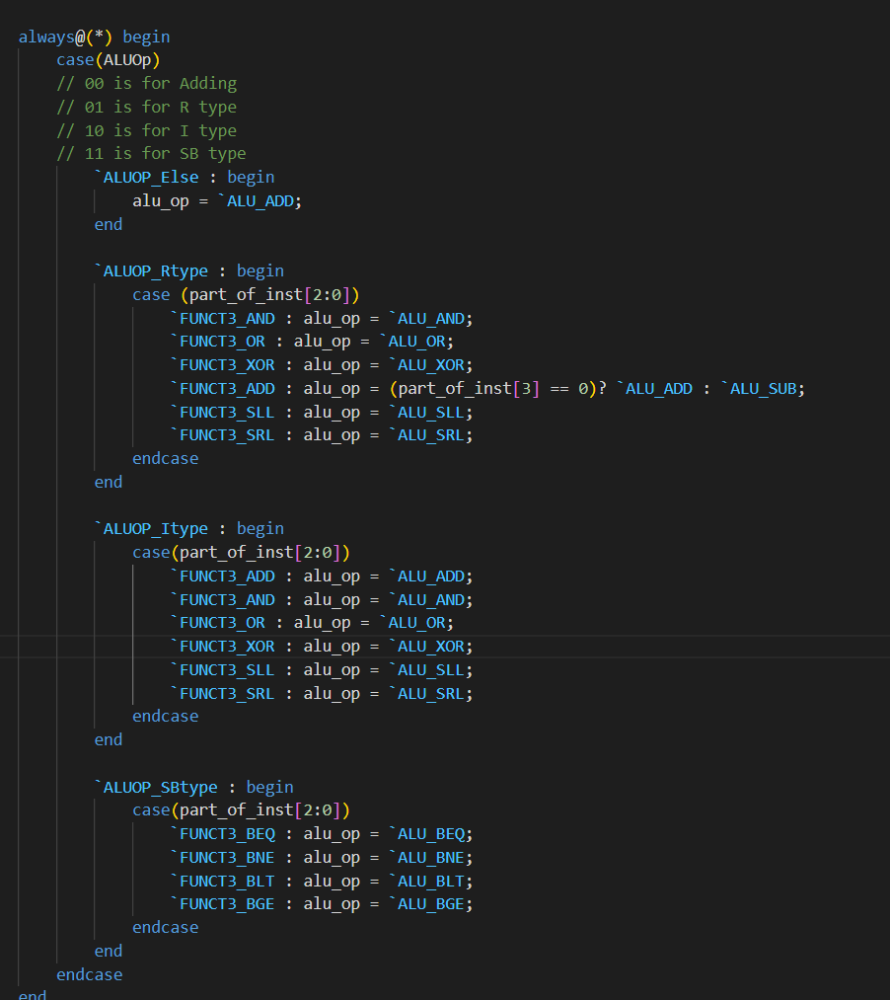 always@(*) begin
case(ALUOp)
// 00 is for Adding
// 01 is for R type
// 10 is for I type
// 11 is for SB type
`ALUOP_Else : begin
alu_op = `ALU_ADD;
end
`ALUOP_Rtype : begin
case (part_of_inst[2:0])
`FUNCT3_AND : alu_op = `ALU_AND;
`FUNCT3_OR : alu_op = `ALU_OR;
`FUNCT3_XOR : alu_op = `ALU_XOR;
`FUNCT3_ADD : alu_op = (part_of_inst[3] == 0)? `ALU_ADD : `ALU_SUB;
`FUNCT3_SLL : alu_op = `ALU_SLL;
`FUNCT3_SRL : alu_op = `ALU_SRL;
endcase
end
`ALUOP_Itype : begin
case(part_of_inst[2:0])
`FUNCT3_ADD : alu_op = `ALU_ADD;
`FUNCT3_AND : alu_op = `ALU_AND;
`FUNCT3_OR : alu_op = `ALU_OR;
`FUNCT3_XOR : alu_op = `ALU_XOR;
`FUNCT3_SLL : alu_op = `ALU_SLL;
`FUNCT3_SRL : alu_op = `ALU_SRL;
endcase
end
`ALUOP_SBtype : begin
case(part_of_inst[2:0])
`FUNCT3_BEQ : alu_op = `ALU_BEQ;
`FUNCT3_BNE : alu_op = `ALU_BNE;
`FUNCT3_BLT : alu_op = `ALU_BLT;
`FUNCT3_BGE : alu_op = `ALU_BGE;
endcase
end
endcase
end